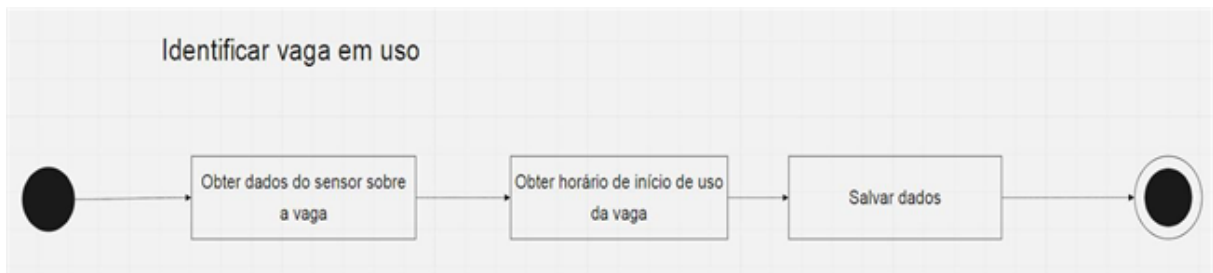 Identificar vaga em uso
Obter dados do sensor sobre
a vaga
Obter horário de início de uso
da vaga
Salvar dados